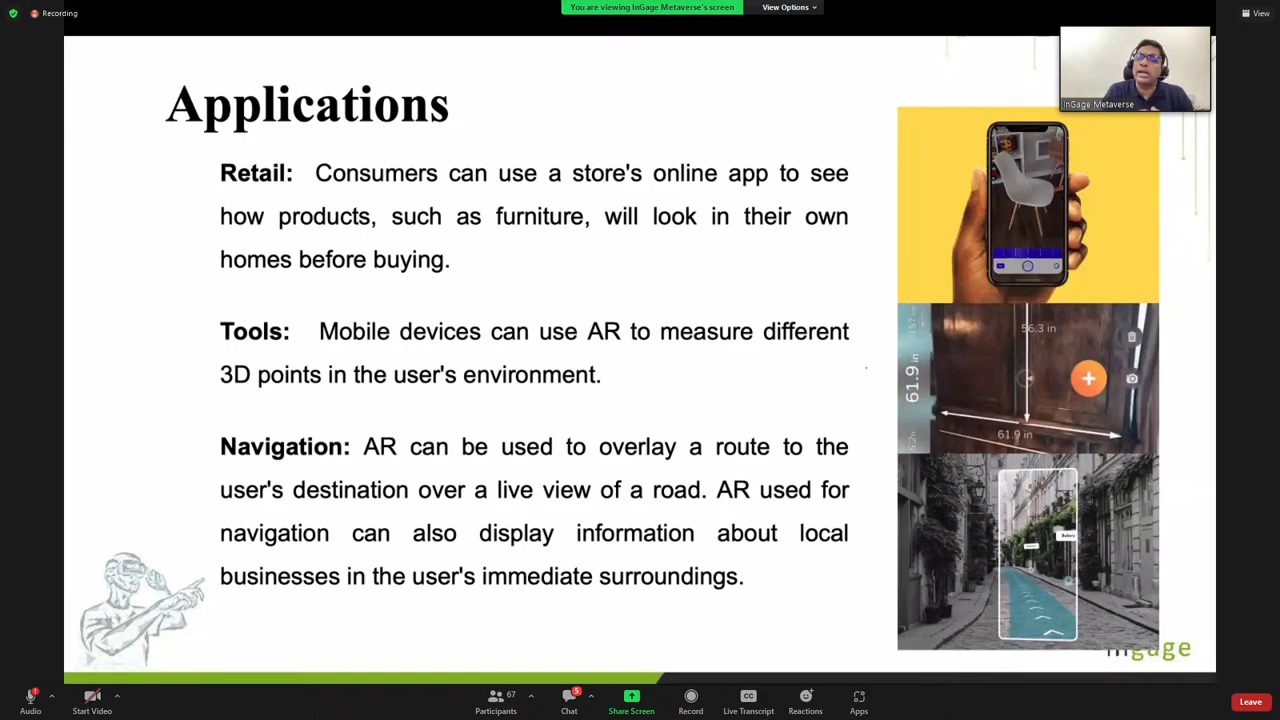 Recording
You are viewing InGage Metaverse's screen
View Options
View
InGage Metaverse
Applications
Retail: Consumers can use a store's online app to see
how products, such as furniture, will look in their own
homes before buying.
Tools: Mobile devices can use AR to measure different
3D points in the user's environment.
Navigation: AR can be used to overlay a route to the
user's destination over a live view of a road. AR used for
navigation can also display information about local
businesses in the user's immediate surroundings.
56.3 in
61.9 in
61.9 in
Bakery
ingage
Audio
Start Video
67
Participants
5
Chat
Share Screen
Record
CC
Live Transcript
Reactions
Apps
Leave